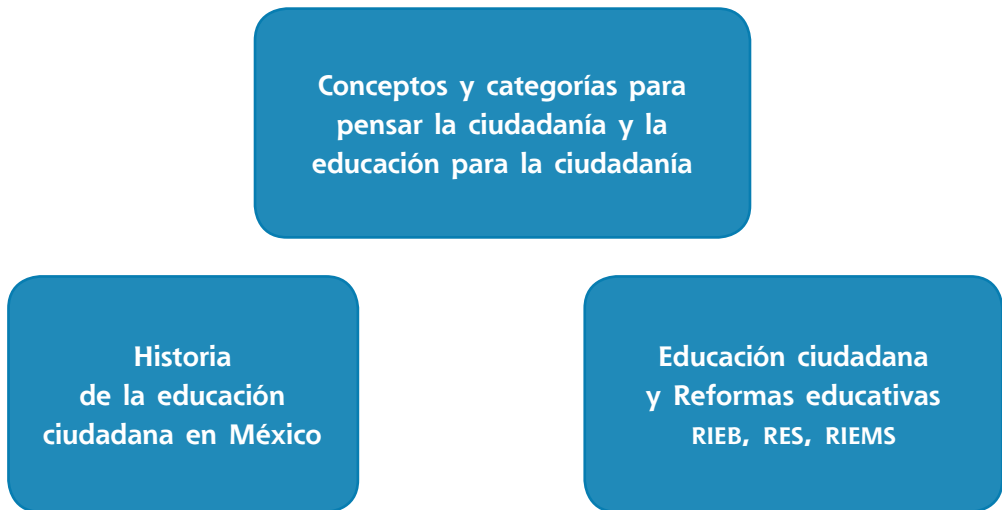 Conceptos y categorías para
pensar la ciudadanía y la
educación para la ciudadanía
Historia
de la educación
ciudadana en México
Educación ciudadana
y Reformas educativas
RIEB, RES, RIEMS